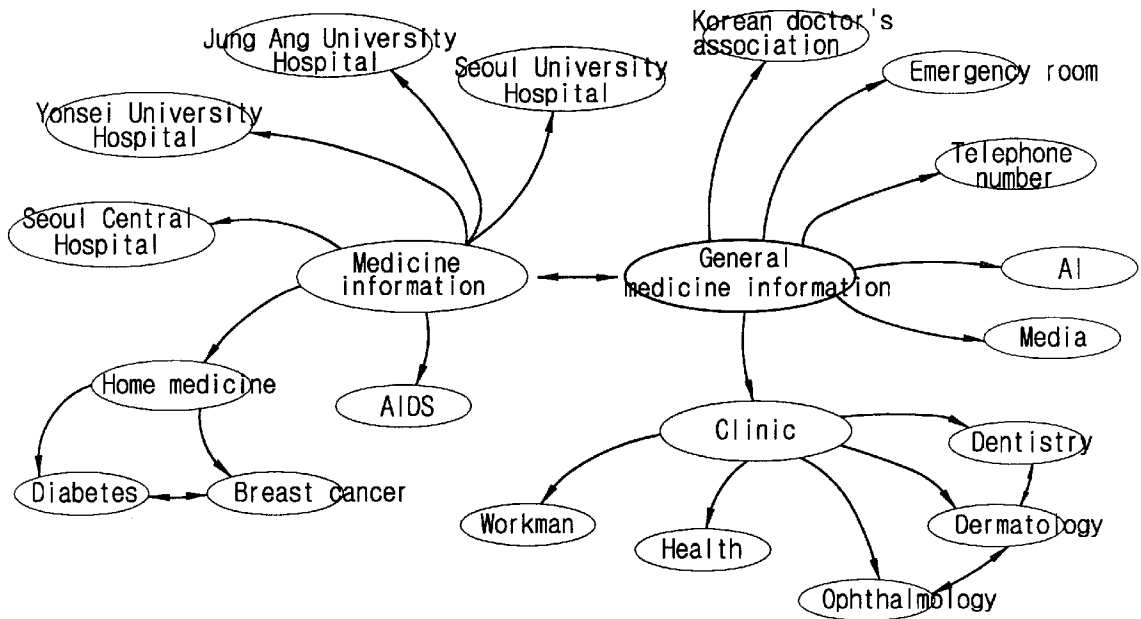 Jung Ang University
Hospital
Korean doctor's
association
Seoul University
Hospital
Emergency room
Yonsei University
Hospital
Telephone
number
Seoul Central
Hospital
Medicine
information
General
medicine information
AI
Media
Home medicine
AIDS
Clinic
Dentistry
Diabetes
Breast cancer
Workman
Dermatology
Health
Ophthalmology